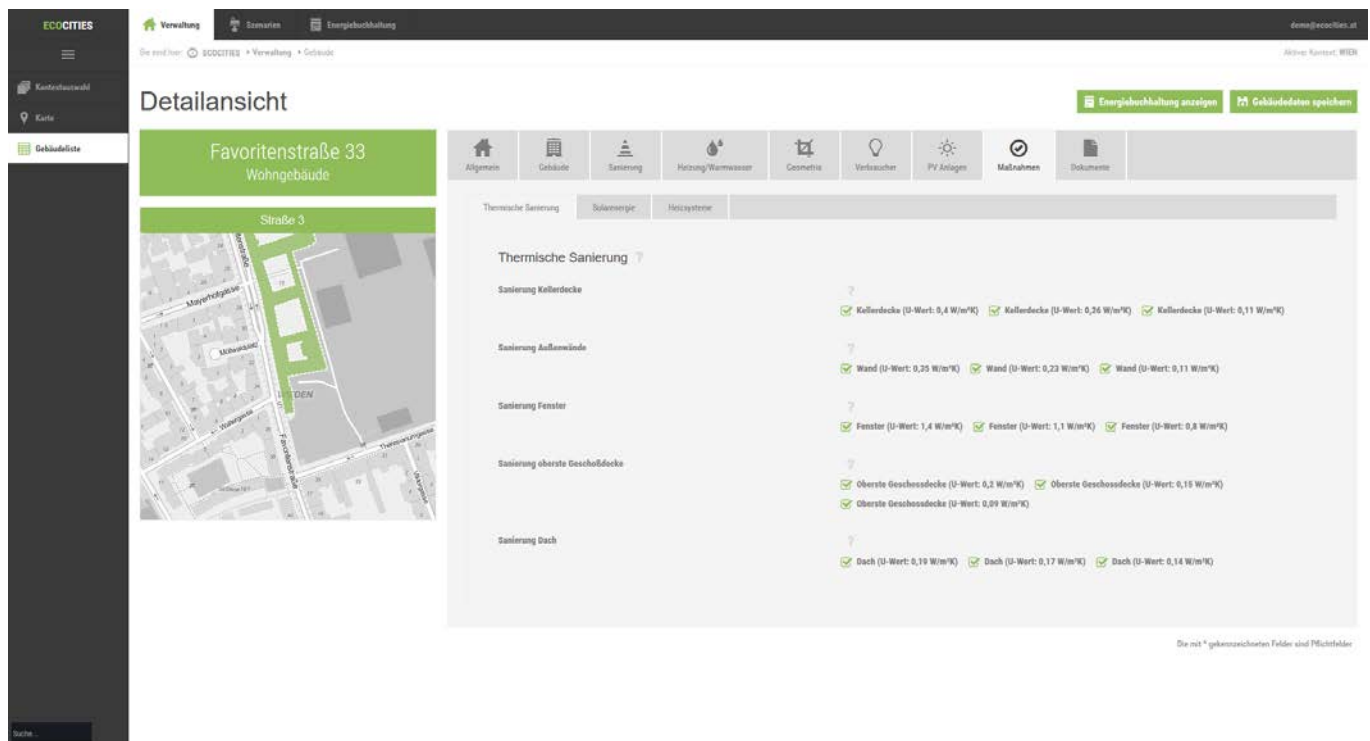 ECOCITIES
Verwaltung
Szenarien
Energiebuchhaltung
demo@ecocities.at
Sie sind hier: ECOCITIES Verwaltung Gebäude
Aktiver Kontext: WIEN
Kontextauswahl
Karte
Gebäudeliste
Suche...
Detailansicht
Energiebuchhaltung anzeigen
Gebäudedaten speichern
Favoritenstraße 33
Wohngebäude
Straße 3
Mayerhofgasse
WIEDEN
Waltergasse
Favoritenstraße
Theresianumgasse
Allgemein
Gebäude
Sanierung
Heizung/Warmwasser
Geometrie
Verbraucher
PV Anlagen
Maßnahmen
Dokumente
Thermische Sanierung
Solarenergie
Heizsysteme
Thermische Sanierung ?
Sanierung Kellerdecke ?
Kellerdecke (U-Wert: 0,4 W/m²K) Kellerdecke (U-Wert: 0,26 W/m²K) Kellerdecke (U-Wert: 0,11 W/m²K)
Sanierung Außenwände ?
Wand (U-Wert: 0,35 W/m²K) Wand (U-Wert: 0,23 W/m²K) Wand (U-Wert: 0,11 W/m²K)
Sanierung Fenster ?
Fenster (U-Wert: 1,4 W/m²K) Fenster (U-Wert: 1,1 W/m²K) Fenster (U-Wert: 0,8 W/m²K)
Sanierung oberste Geschoßdecke ?
Oberste Geschossdecke (U-Wert: 0,2 W/m²K) Oberste Geschossdecke (U-Wert: 0,15 W/m²K)
Oberste Geschossdecke (U-Wert: 0,09 W/m²K)
Sanierung Dach ?
Dach (U-Wert: 0,19 W/m²K) Dach (U-Wert: 0,17 W/m²K) Dach (U-Wert: 0,14 W/m²K)
Die mit * gekennzeichneten Felder sind Pflichtfelder